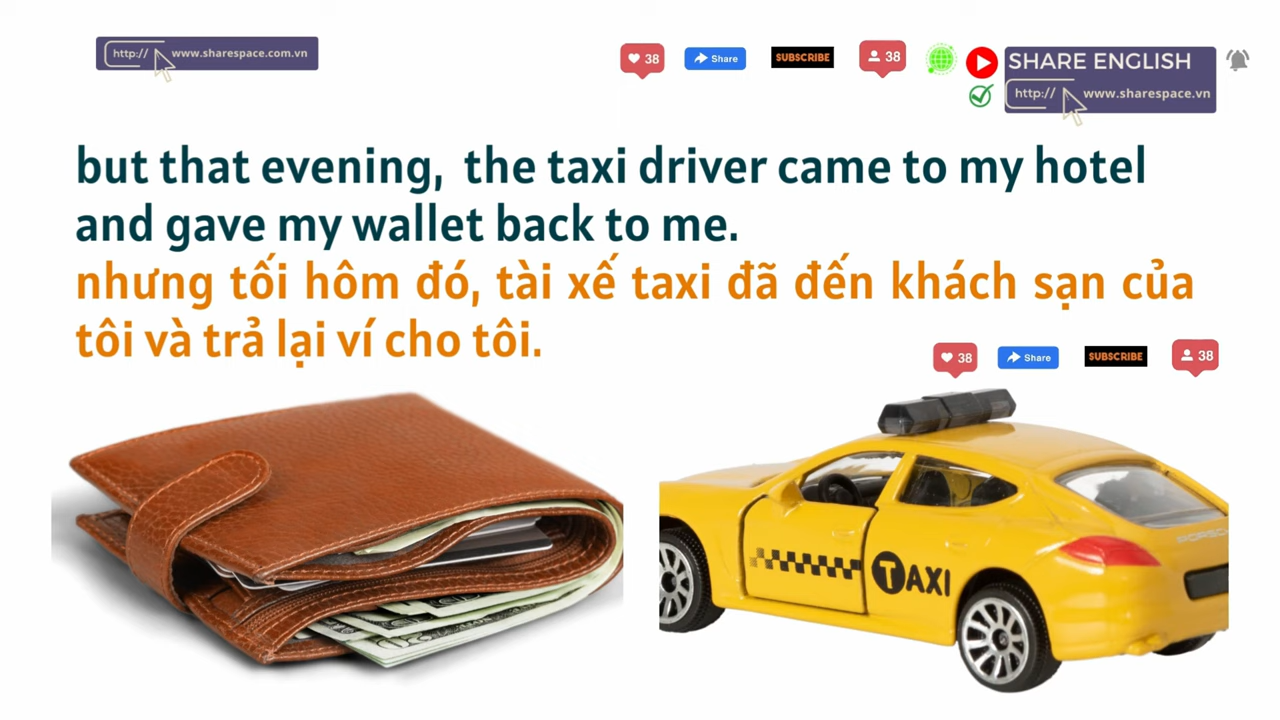 http:// www.sharespace.com.vn
38 Share SUBSCRIBE 38 SHARE ENGLISH
http:// www.sharespace.vn
but that evening, the taxi driver came to my hotel
and gave my wallet back to me.
nhưng tối hôm đó, tài xế taxi đã đến khách sạn của
tôi và trả lại ví cho tôi.
38 Share SUBSCRIBE 38
TAXI